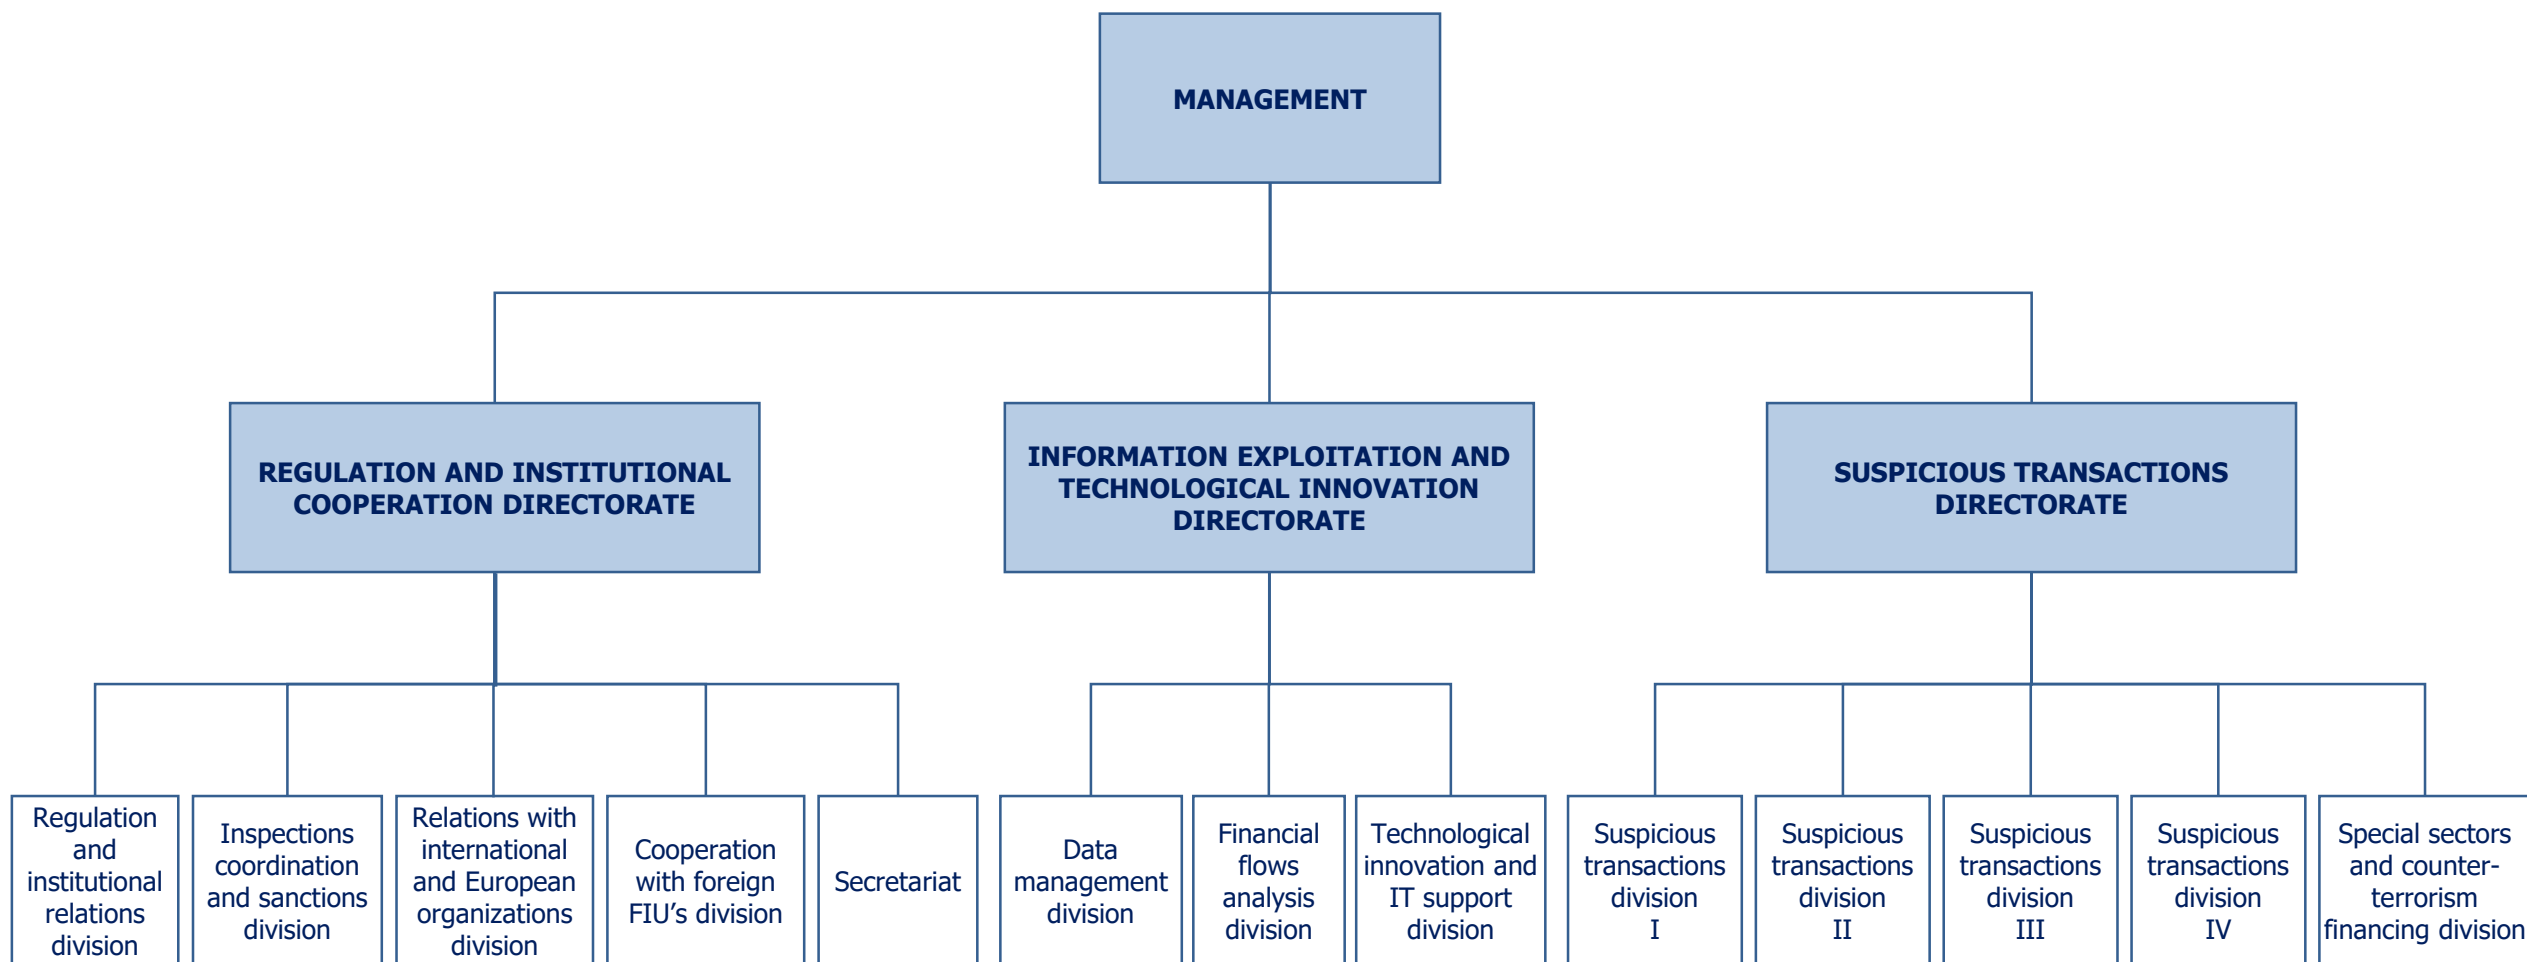 MANAGEMENT
REGULATION AND INSTITUTIONAL
COOPERATION DIRECTORATE
INFORMATION EXPLOITATION AND
TECHNOLOGICAL INNOVATION
DIRECTORATE
SUSPICIOUS TRANSACTIONS
DIRECTORATE
Regulation
and
institutional
relations
division
Inspections
coordination
and sanctions
division
Relations with
international
and European
organizations
division
Cooperation
with foreign
FIU’s division
Secretariat
Data
management
division
Financial
flows
analysis
division
Technological
innovation and
IT support
division
Suspicious
transactions
division
I
Suspicious
transactions
division
II
Suspicious
transactions
division
III
Suspicious
transactions
division
IV
Special sectors
and counter-
terrorism
financing division